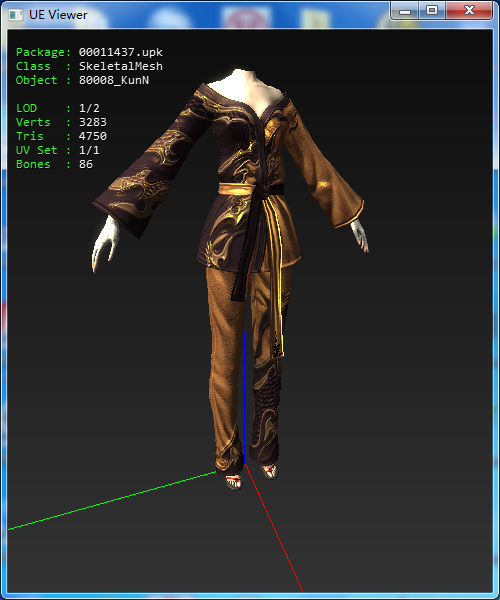 UE Viewer
Package: 00011437.upk
Class : SkeletalMesh
Object : 80008_KunN
LOD : 1/2
Verts : 3283
Tris : 4750
UV Set : 1/1
Bones : 86